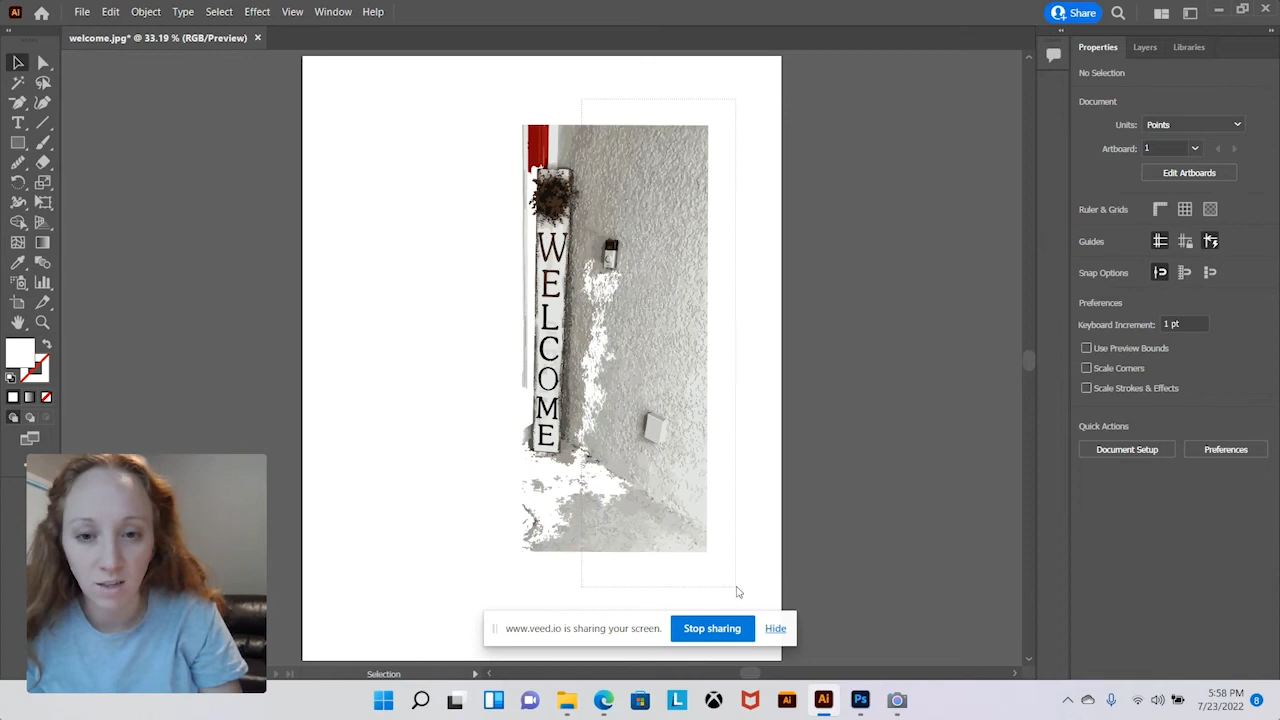 File Edit Object Type Select Effect View Window Help
Share
welcome.jpg* @ 33.19 % (RGB/Preview)
Properties Layers Libraries
No Selection
Document
Units: Points
Artboard: 1
Edit Artboards
Ruler & Grids
Guides
Snap Options
Preferences
Keyboard Increment: 1 pt
Use Preview Bounds
Scale Corners
Scale Strokes & Effects
Quick Actions
Document Setup Preferences
WELCOME
www.veed.io is sharing your screen. Stop sharing Hide
Selection
5:58 PM
7/23/2022
8